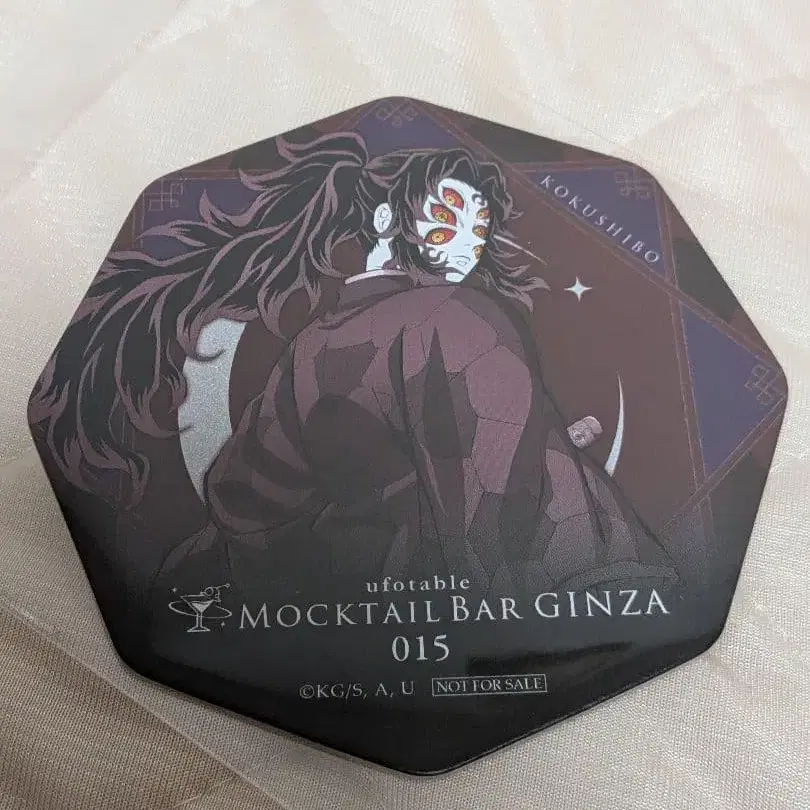 KOKUSHIBO
ufotable
MOCKTAIL BAR GINZA
015
©KG/S, A, U NOT FOR SALE